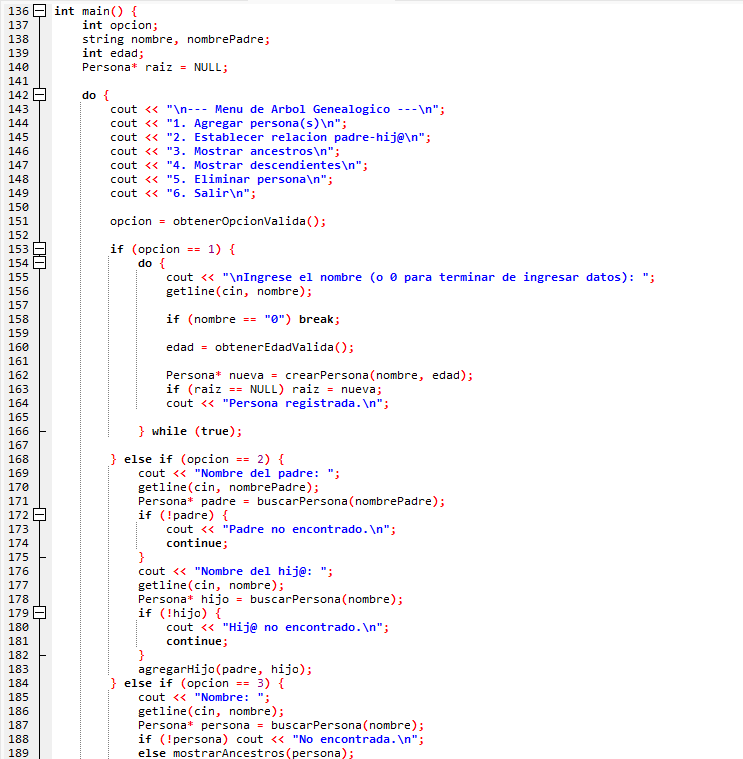 136 int main() {
137 int opcion;
138 string nombre, nombrePadre;
139 int edad;
140 Persona* raiz = NULL;
141
142 do {
143 cout << "\n--- Menu de Arbol Genealogico ---\n";
144 cout << "1. Agregar persona(s)\n";
145 cout << "2. Establecer relacion padre-hij@\n";
146 cout << "3. Mostrar ancestros\n";
147 cout << "4. Mostrar descendientes\n";
148 cout << "5. Eliminar persona\n";
149 cout << "6. Salir\n";
150
151 opcion = obtenerOpcionValida();
152
153 if (opcion == 1) {
154 do {
155 cout << "\nIngrese el nombre (o 0 para terminar de ingresar datos): ";
156 getline(cin, nombre);
157
158 if (nombre == "0") break;
159
160 edad = obtenerEdadValida();
161
162 Persona* nueva = crearPersona(nombre, edad);
163 if (raiz == NULL) raiz = nueva;
164 cout << "Persona registrada.\n";
165
166 } while (true);
167
168 } else if (opcion == 2) {
169 cout << "Nombre del padre: ";
170 getline(cin, nombrePadre);
171 Persona* padre = buscarPersona(nombrePadre);
172 if (!padre) {
173 cout << "Padre no encontrado.\n";
174 continue;
175 }
176 cout << "Nombre del hij@: ";
177 getline(cin, nombre);
178 Persona* hijo = buscarPersona(nombre);
179 if (!hijo) {
180 cout << "Hij@ no encontrado.\n";
181 continue;
182 }
183 agregarHijo(padre, hijo);
184 } else if (opcion == 3) {
185 cout << "Nombre: ";
186 getline(cin, nombre);
187 Persona* persona = buscarPersona(nombre);
188 if (!persona) cout << "No encontrada.\n";
189 else mostrarAncestros(persona);